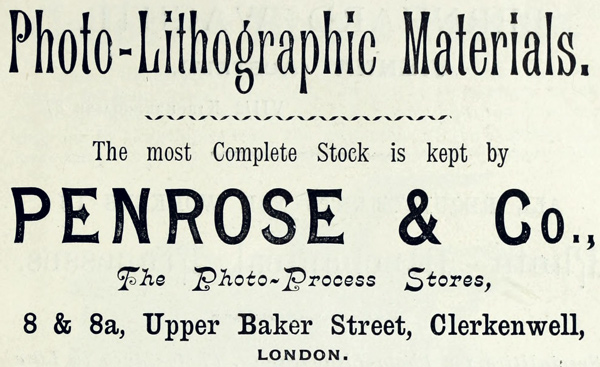 Photo-Lithographic Materials.
The most Complete Stock is kept by
PENROSE & Co.,
The Photo-Process Stores,
8 & 8a, Upper Baker Street, Clerkenwell,
LONDON.